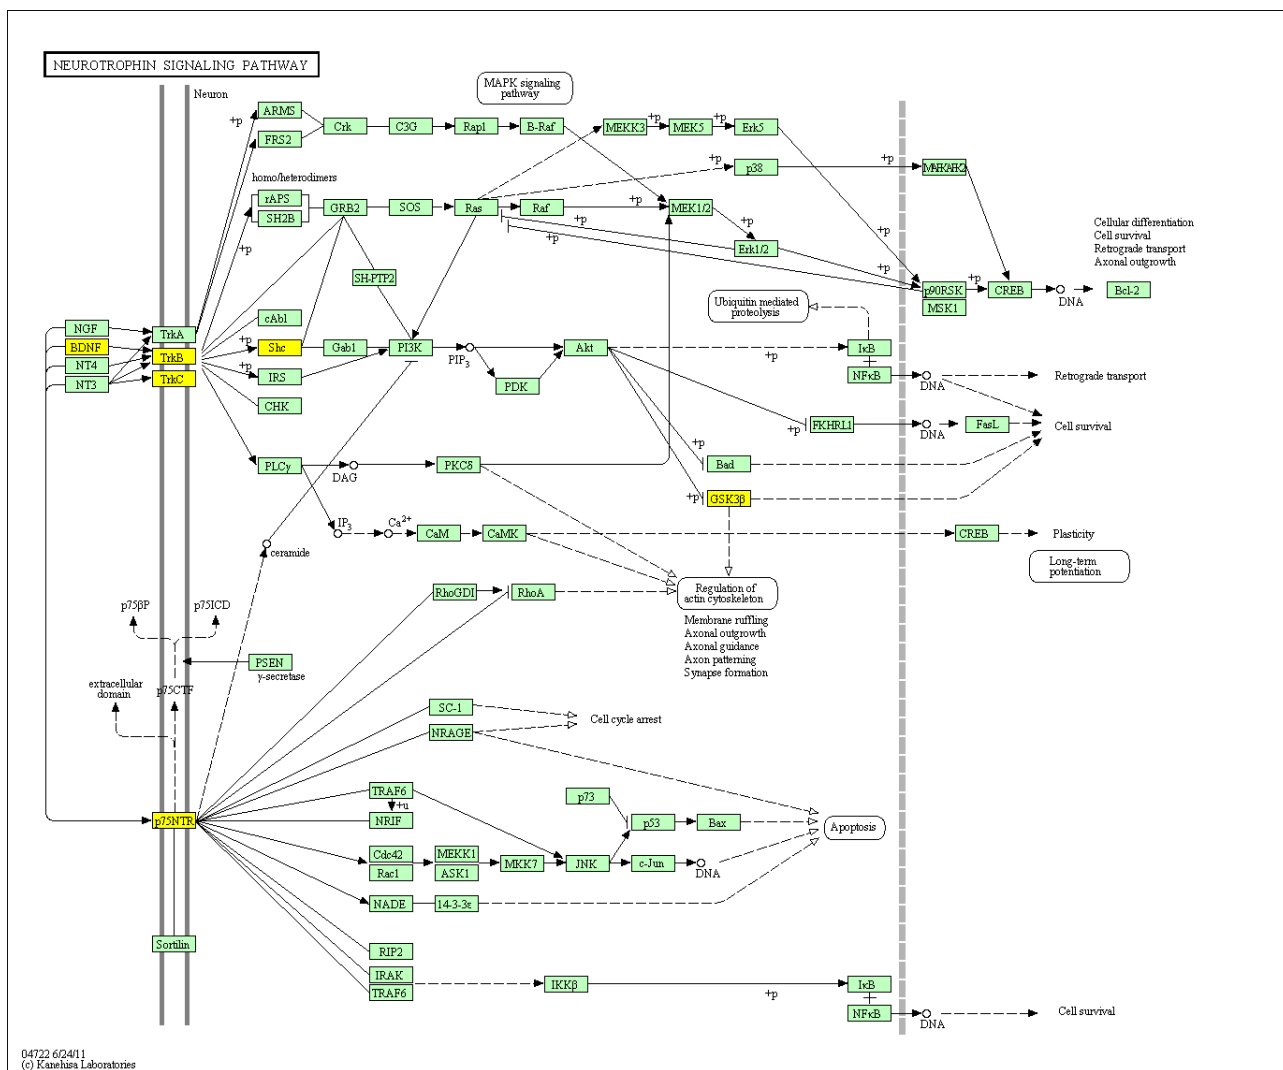 NEUROTROPHIN SIGNALING PATHWAY
MAPK signaling
pathway
Neuron
ARMS
+p
Crk
C3G
Rap1
B-Raf
MEKK3
+p
MEK5
+p
Erk5
FRS2
+p
p38
+p
MAPKAPK2
homo/heterodimers
rAPS
SH2B
GRB2
SOS
Ras
Raf
+p
MEK1/2
+p
+p
+p
+p
Erk1/2
+p
Cellular differentiation
Cell survival
Retrograde transport
Axonal outgrowth
SH-PTP2
p90RSK
+p
CREB
DNA
Bcl-2
MSK1
Ubiquitin mediated
proteolysis
NGF
TrkA
cAbl
BDNF
TrkB
+p
Shc
Gab1
PI3K
PIP3
Akt
+p
IκB
NT4
NT3
TrkC
+p
IRS
PDK
NFκB
DNA
Retrograde transport
CHK
+p
FKHRL1
DNA
FasL
Cell survival
+p
PLCγ
DAG
PKCδ
Bad
+p
GSK3β
IP3
Ca2+
CaM
CaMK
CREB
Plasticity
ceramide
Long-term
potentiation
RhoGDI
RhoA
Regulation of
actin cytoskeleton
p75βP
p75ICD
Membrane ruffling
Axonal outgrowth
Axonal guidance
Axon patterning
Synapse formation
PSEN
γ-secretase
extracellular
domain
p75CTF
SC-1
Cell cycle arrest
NRAGE
TRAF6
+u
p73
p75NTR
NRIF
p53
Bax
Apoptosis
Cdc42
MEKK1
Rac1
ASK1
MKK7
JNK
c-Jun
DNA
NADE
14-3-3ε
Sortilin
RIP2
IRAK
TRAF6
IKKβ
+p
IκB
NFκB
DNA
Cell survival
04722 6/24/11
(c) Kanehisa Laboratories